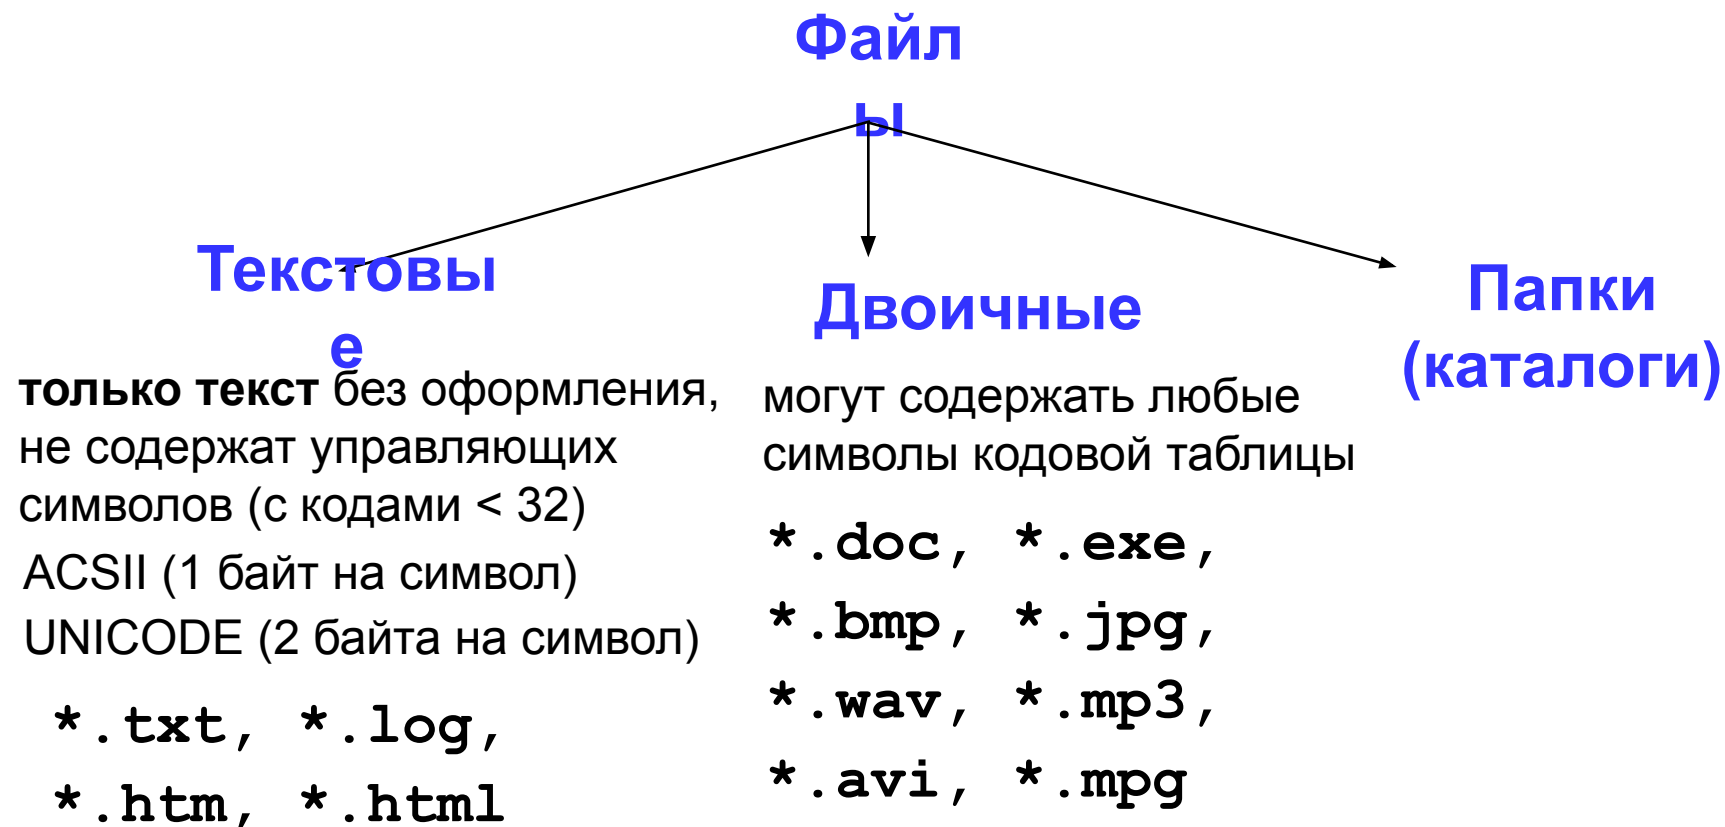 Файл
ы
Текстовы
е
только текст без оформления,
не содержат управляющих
символов (с кодами < 32)
ACSII (1 байт на символ)
UNICODE (2 байта на символ)
*.txt, *.log,
*.htm, *.html
Двоичные
могут содержать любые
символы кодовой таблицы
*.doc, *.exe,
*.bmp, *.jpg,
*.wav, *.mp3,
*.avi, *.mpg
Папки
(каталоги)